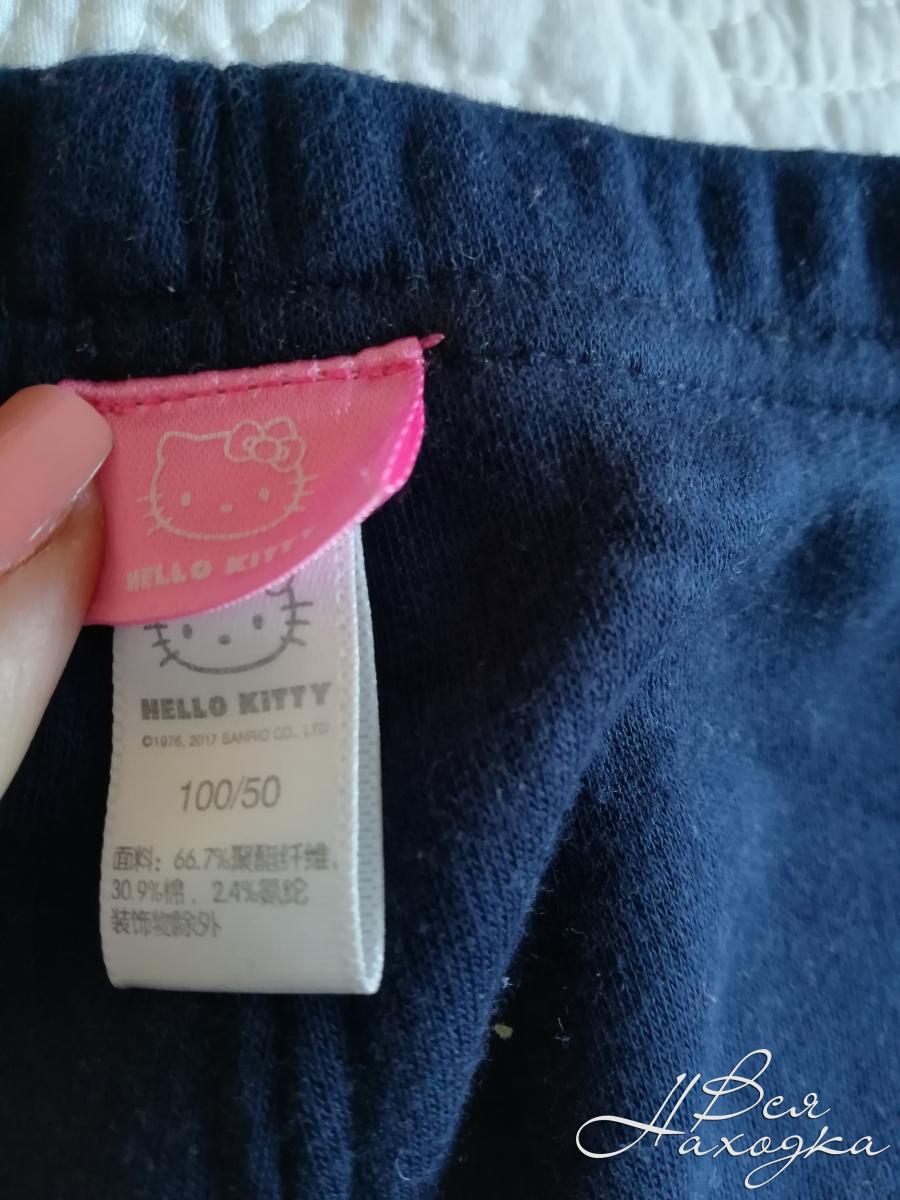 HELLO KITTY
HELLO KITTY
©1976, 2017 SANRIO CO., LTD
100/50
面料：66.7%聚酯纤维、
30.9%棉、2.4%氨纶
装饰物除外
Вся
Находка